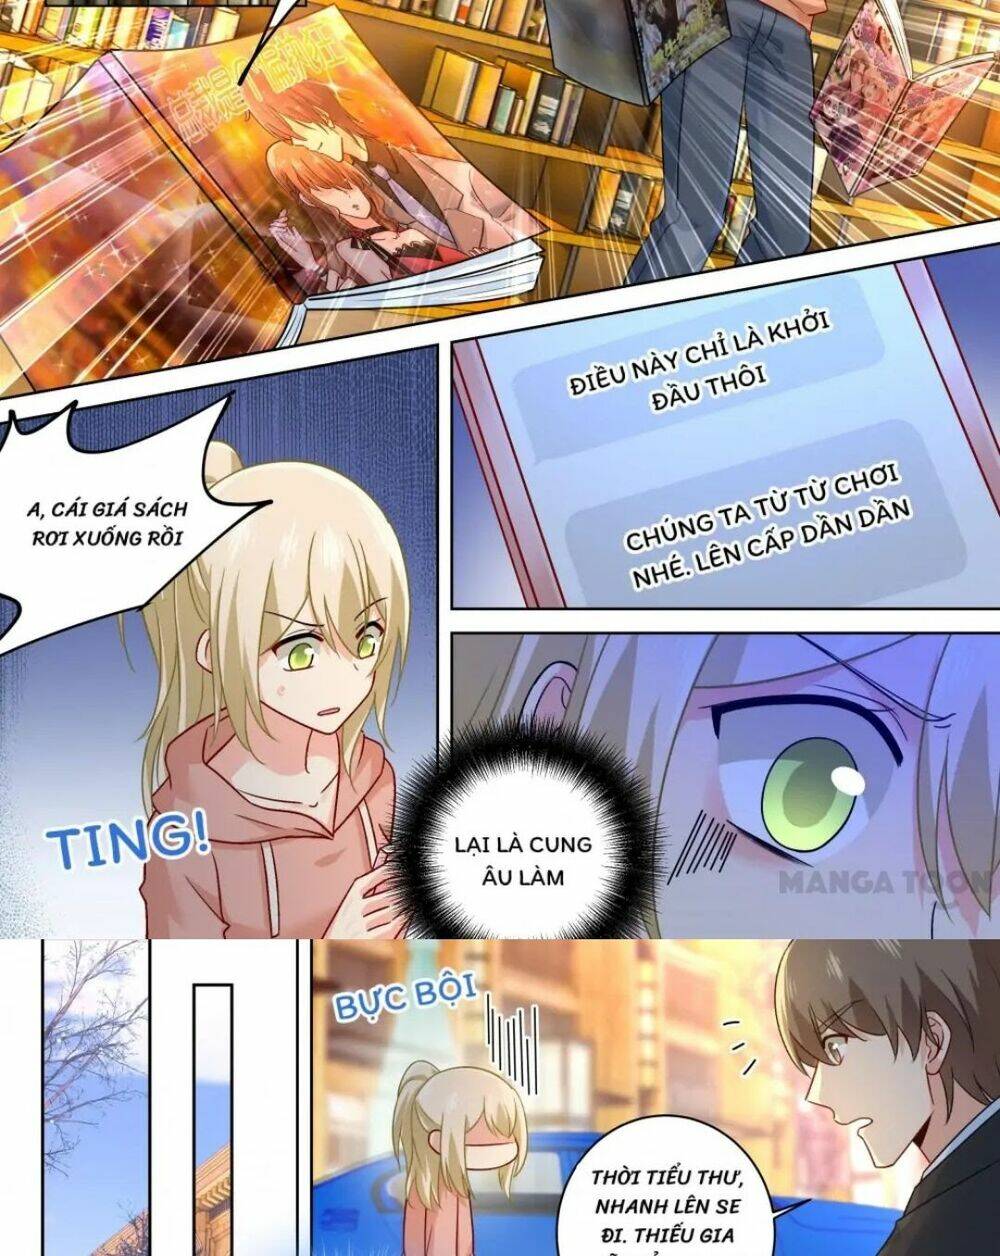 ĐIỀU NÀY CHỈ LÀ KHỞI
ĐẦU THÔI
CHÚNG TA TỪ TỪ CHƠI
NHÉ. LÊN CẤP DẦN DẦN
A, CÁI GIÁ SÁCH
RƠI XUỐNG RỒI
TING!
LẠI LÀ CUNG
ÂU LÀM
MANGA TOON
BỰC BỘI
THỜI TIỂU THƯ,
NHANH LÊN SE
ĐI. THIẾU GIA